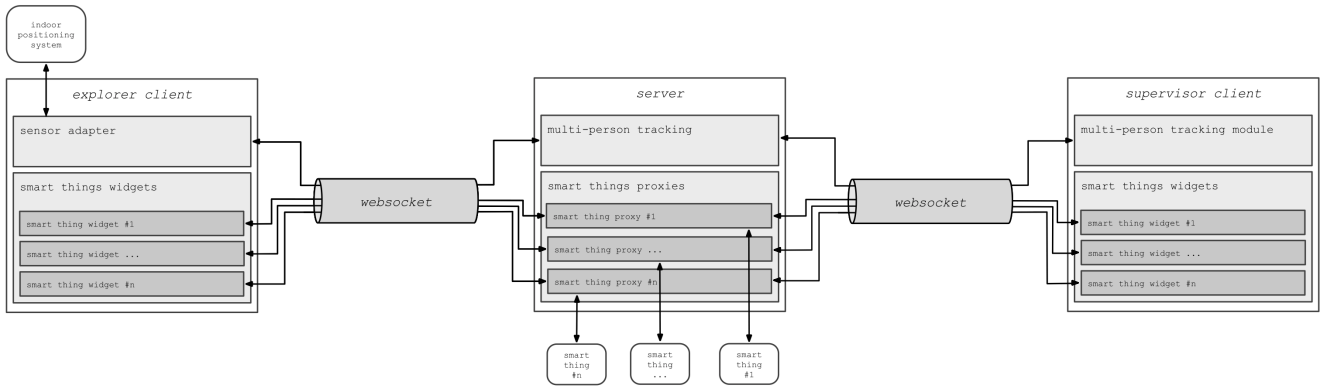 indoor
positioning
system
explorer client
sensor adapter
smart things widgets
smart thing widget #1
smart thing widget ...
smart thing widget #n
websocket
server
multi-person tracking
smart things proxies
smart thing proxy #1
smart thing proxy ...
smart thing proxy #n
smart
thing
#n
smart
thing
...
smart
thing
#1
websocket
supervisor client
multi-person tracking module
smart things widgets
smart thing widget #1
smart thing widget ...
smart thing widget #n